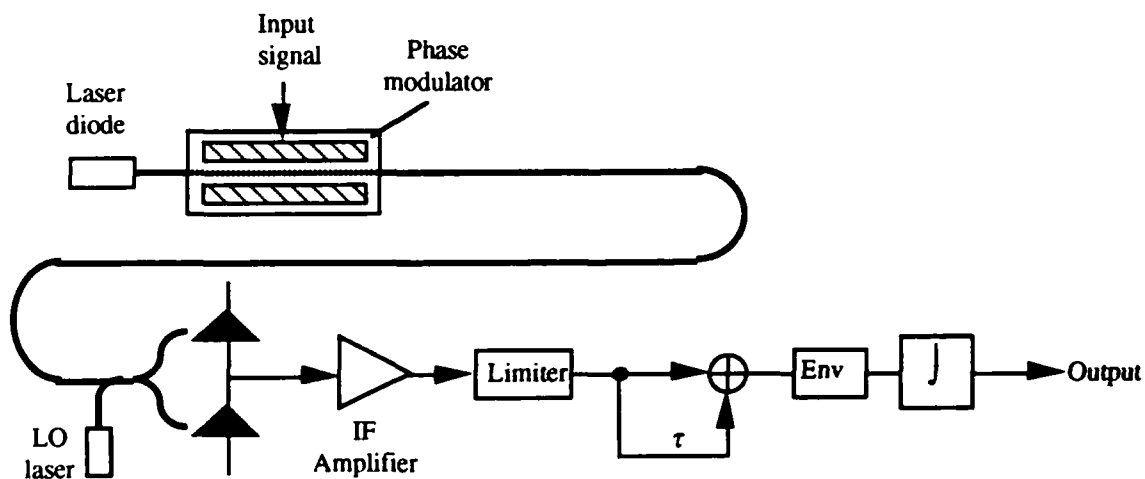 Input
signal
Phase
modulator
Laser
diode
Limiter
Env
∫
Output
τ
LO
laser
IF
Amplifier